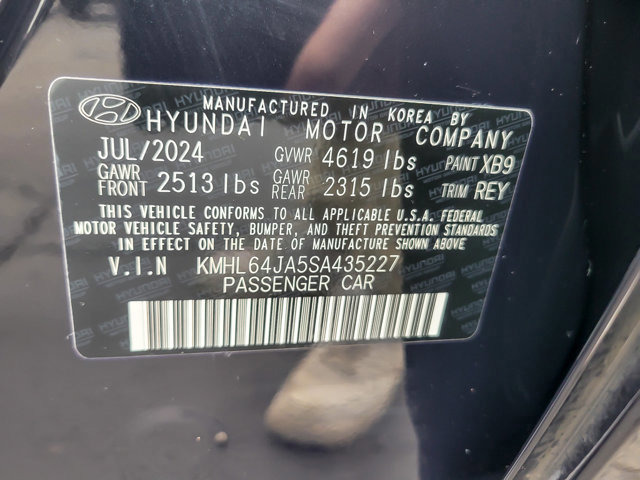 MANUFACTURED IN KOREA BY
HYUNDAI MOTOR COMPANY
JUL/2024 GVWR 4619 lbs PAINT XB9
GAWR FRONT 2513 lbs GAWR REAR 2315 lbs TRIM REY
THIS VEHICLE CONFORMS TO ALL APPLICABLE U.S.A. FEDERAL
MOTOR VEHICLE SAFETY, BUMPER, AND THEFT PREVENTION
STANDARDS IN EFFECT ON THE DATE OF MANUFACTURE SHOWN ABOVE
V.I.N KMHL64JA5SA435227
PASSENGER CAR